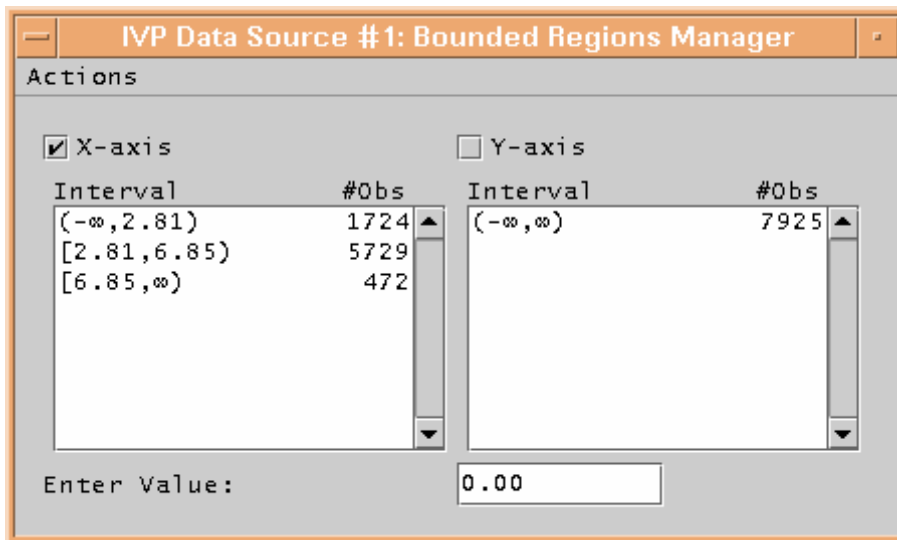 IVP Data Source #1: Bounded Regions Manager
Actions
X-axis
Y-axis
Interval #Obs
(-∞,2.81) 1724
[2.81,6.85) 5729
[6.85,∞) 472
Interval #Obs
(-∞,∞) 7925
Enter Value: 0.00